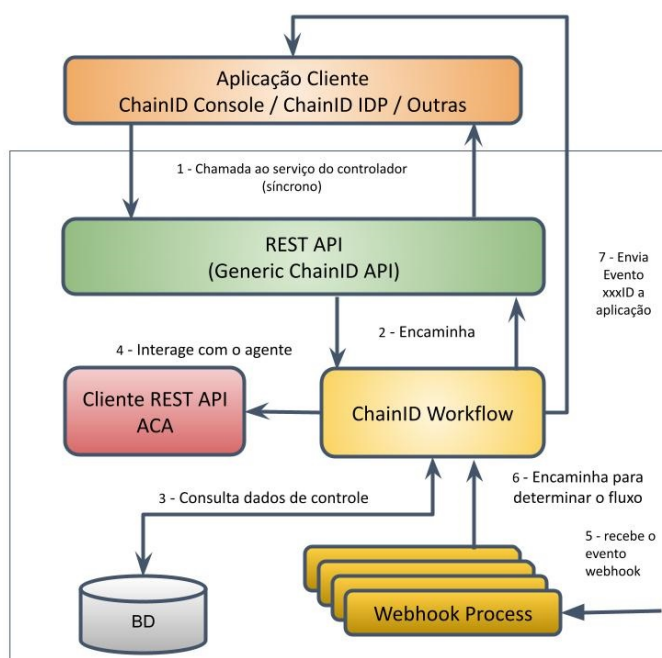 Aplicação Cliente
ChainID Console / ChainID IDP / Outras
1 - Chamada ao serviço do controlador
(síncrono)
REST API
(Generic ChainID API)
7 - Envia
Evento
xxxID a
aplicação
2 - Encaminha
4 - Interage com o agente
Cliente REST API
ACA
ChainID Workflow
3 - Consulta dados de controle
6 - Encaminha para
determinar o fluxo
5 - recebe o
evento
webhook
BD
Webhook Process